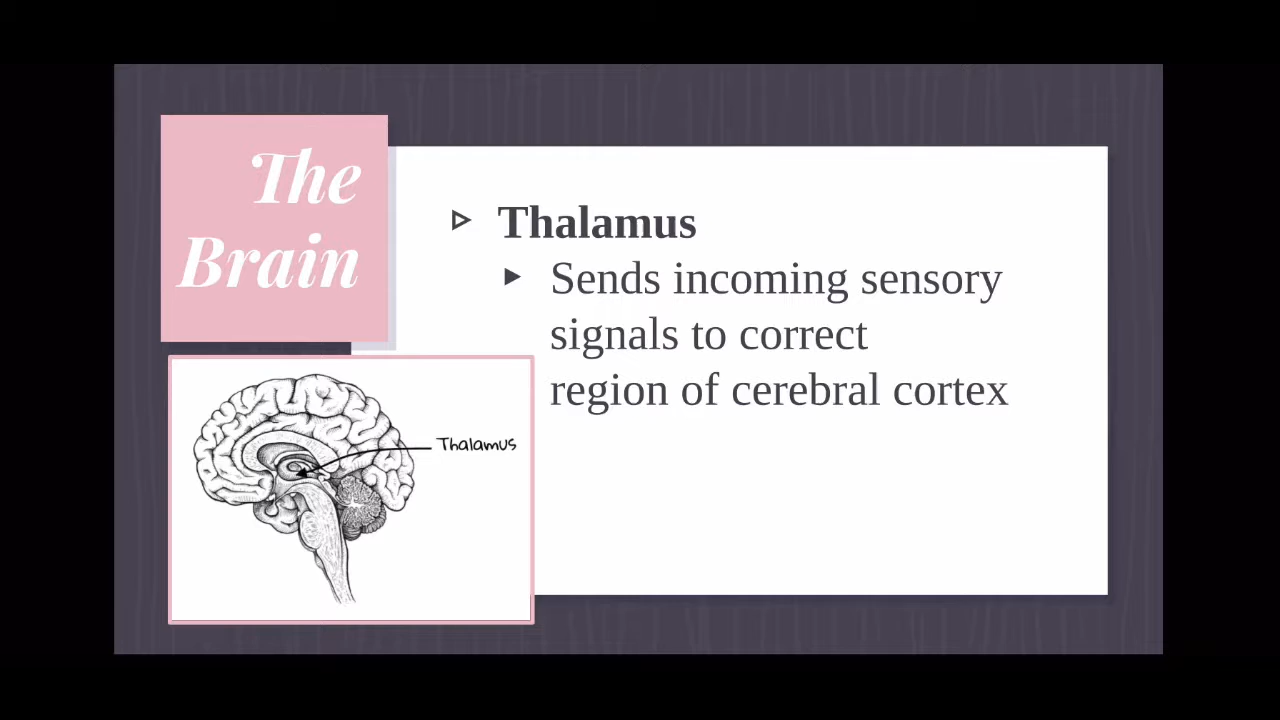 The
Brain
Thalamus
Sends incoming sensory
signals to correct
region of cerebral cortex
Thalamus